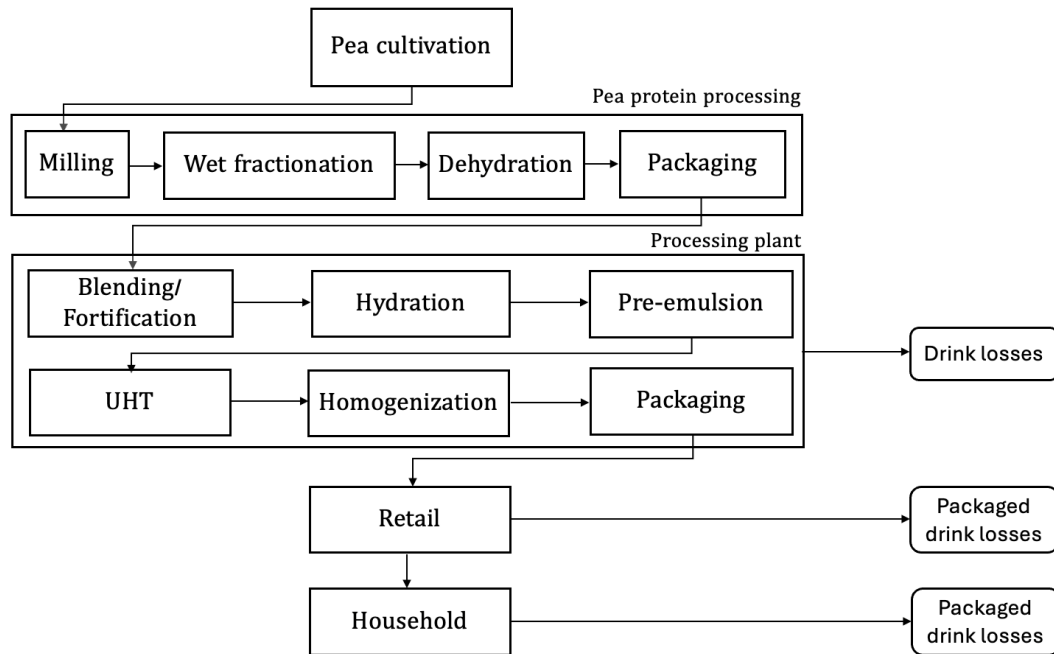 Pea cultivation
Pea protein processing
Milling
Wet fractionation
Dehydration
Packaging
Processing plant
Blending/
Fortification
Hydration
Pre-emulsion
Drink losses
UHT
Homogenization
Packaging
Retail
Packaged
drink losses
Household
Packaged
drink losses